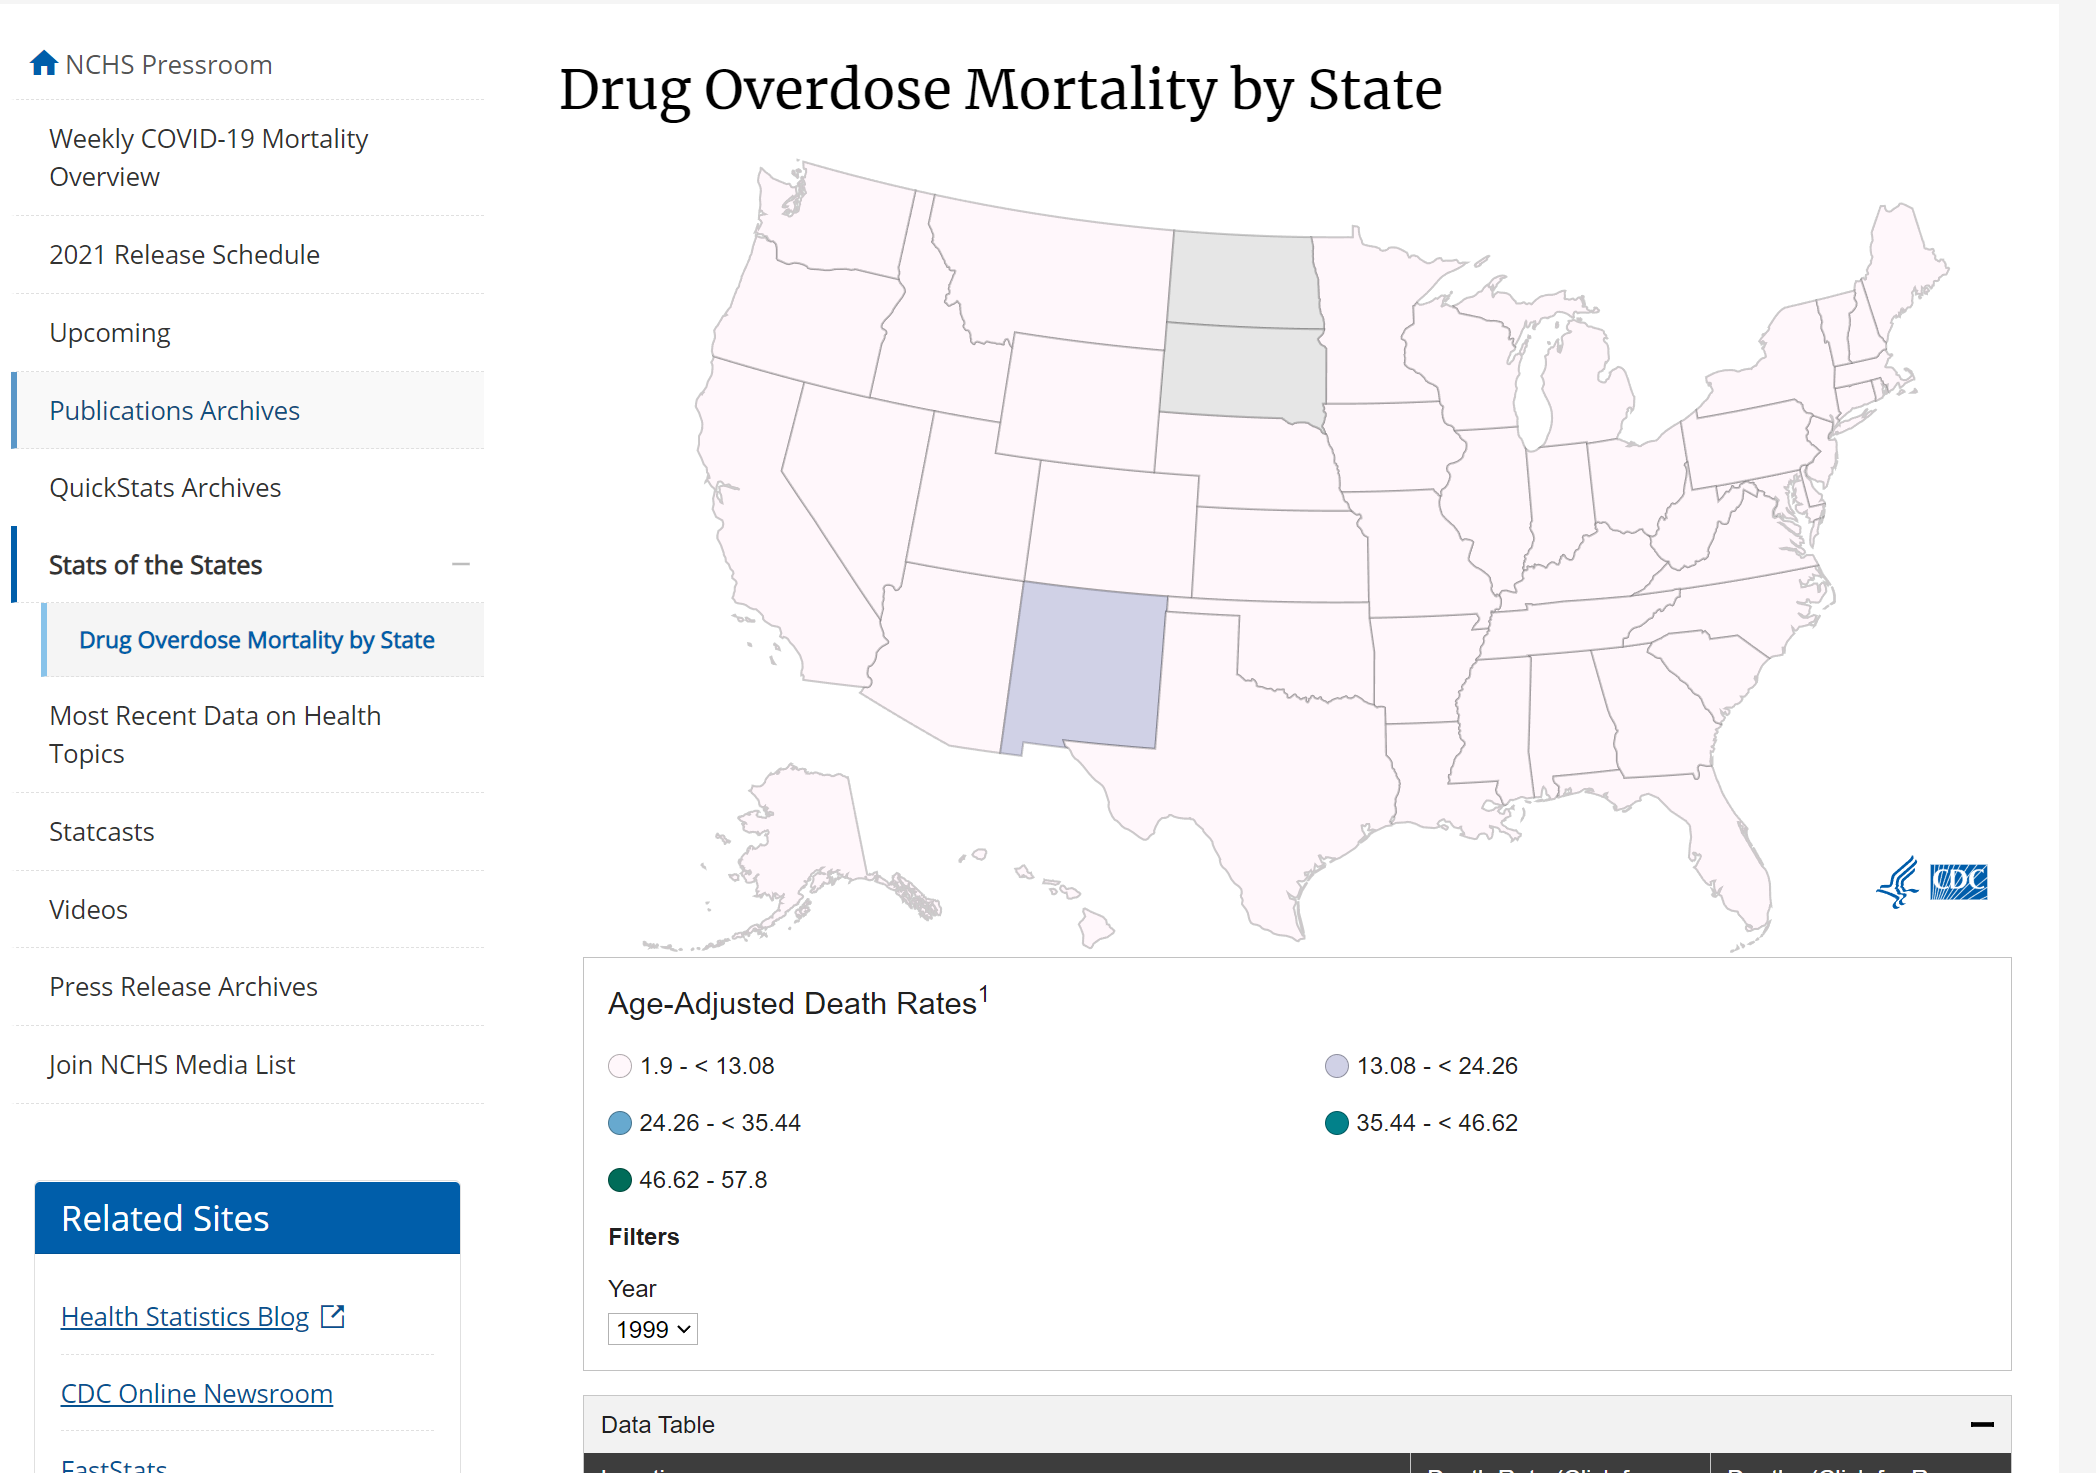 NCHS Pressroom
Weekly COVID-19 Mortality
Overview
2021 Release Schedule
Upcoming
Publications Archives
QuickStats Archives
Stats of the States
Drug Overdose Mortality by State
Most Recent Data on Health
Topics
Statcasts
Videos
Press Release Archives
Join NCHS Media List
Related Sites
Health Statistics Blog
CDC Online Newsroom
FastStats
Drug Overdose Mortality by State
CDC
Age-Adjusted Death Rates1
1.9 - < 13.08
13.08 - < 24.26
24.26 - < 35.44
35.44 - < 46.62
46.62 - 57.8
Filters
Year
1999
Data Table